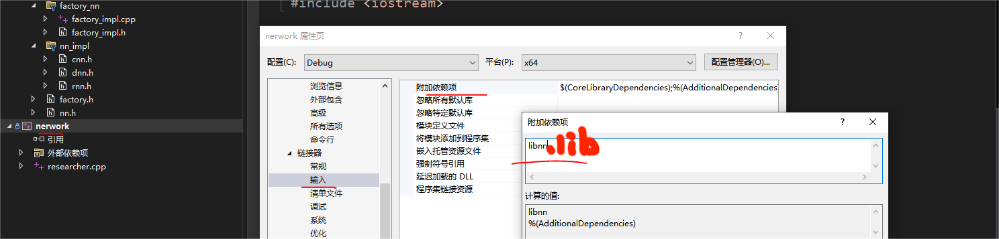 factory_nn
factory_impl.cpp
factory_impl.h
nn_impl
cnn.h
dnn.h
rnn.h
factory.h
nn.h
nerwork
引用
外部依赖项
researcher.cpp
#include <iostream>
nerwork 属性页
?
配置(C):
Debug
平台(P):
x64
配置管理器(O)...
浏览信息
外部包含
高级
所有选项
命令行
链接器
常规
输入
清单文件
调试
系统
优化
附加依赖项
$(CoreLibraryDependencies);%(AdditionalDependencies)
忽略所有默认库
忽略特定默认库
模块定义文件
将模块添加到程序集
嵌入托管资源文件
强制符号引用
延迟加载的 DLL
程序集链接资源
附加依赖项
?
libnn.lib
计算的值:
libnn
%(AdditionalDependencies)